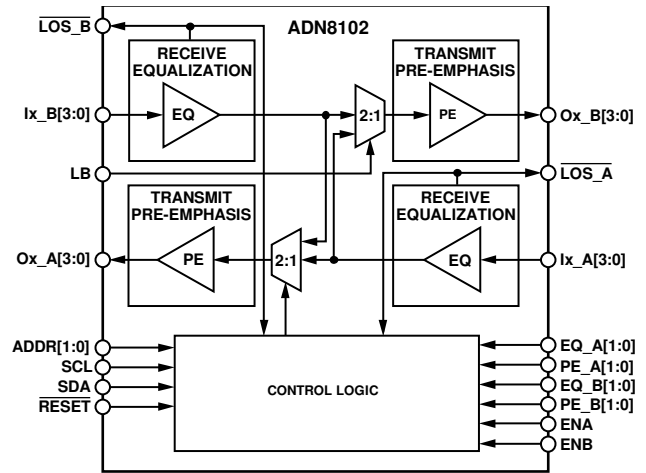 LOS_B
ADN8102
RECEIVE
EQUALIZATION
TRANSMIT
PRE-EMPHASIS
Ix_B[3:0]
EQ
2:1
PE
Ox_B[3:0]
LB
LOS_A
TRANSMIT
PRE-EMPHASIS
RECEIVE
EQUALIZATION
Ox_A[3:0]
PE
2:1
EQ
Ix_A[3:0]
ADDR[1:0]
SCL
SDA
RESET
CONTROL LOGIC
EQ_A[1:0]
PE_A[1:0]
EQ_B[1:0]
PE_B[1:0]
ENA
ENB